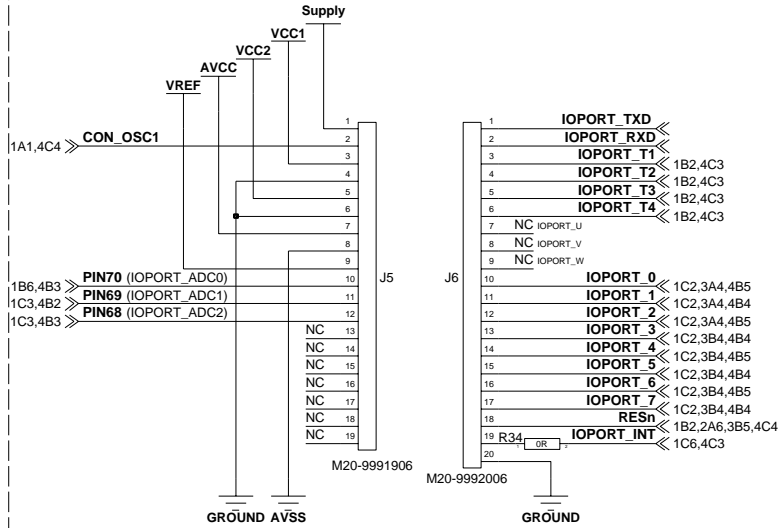 Supply
VCC1
VCC2
AVCC
VREF
1A1,4C4 CON_OSC1
1
2
3
4
5
6
7
8
9
1B6,4B3 PIN70 (IOPORT_ADC0) 10
1C3,4B2 PIN69 (IOPORT_ADC1) 11
1C3,4B3 PIN68 (IOPORT_ADC2) 12
NC 13
NC 14
NC 15
NC 16
NC 17
NC 18
NC 19
J5
M20-9991906
GROUND AVSS
1 IOPORT_TXD
2 IOPORT_RXD
3 IOPORT_T1 1B2,4C3
4 IOPORT_T2 1B2,4C3
5 IOPORT_T3 1B2,4C3
6 IOPORT_T4 1B2,4C3
7 NC IOPORT_U
8 NC IOPORT_V
9 NC IOPORT_W
J6
10 IOPORT_0 1C2,3A4,4B5
11 IOPORT_1 1C2,3A4,4B4
12 IOPORT_2 1C2,3A4,4B5
13 IOPORT_3 1C2,3B4,4B4
14 IOPORT_4 1C2,3B4,4B5
15 IOPORT_5 1C2,3B4,4B4
16 IOPORT_6 1C2,3B4,4B5
17 IOPORT_7 1C2,3B4,4B4
18 RESn 1B2,2A6,3B5,4C4
19 R34 1 0R 2 IOPORT_INT 1C6,4C3
20
M20-9992006
GROUND